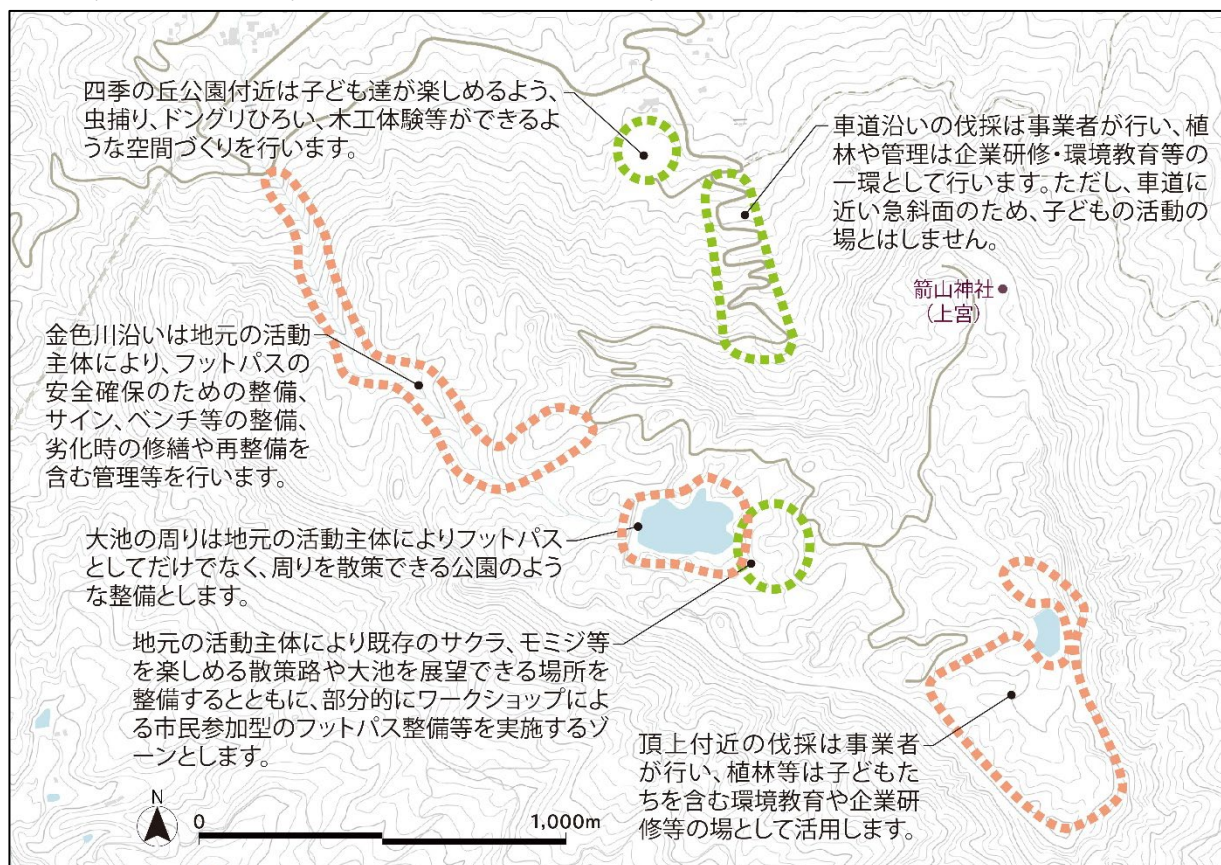 四季の丘公園付近は子ども達が楽しめるよう、
虫捕り、ドングリひろい、木工体験等ができるよ
うな空間づくりを行います。
車道沿いの伐採は事業者が行い、植
林や管理は企業研修・環境教育等の
一環として行います。ただし、車道に
近い急斜面のため、子どもの活動の
場とはしません。
箭山神社
(上宮)
金色川沿いは地元の活動
主体により、フットパスの
安全確保のための整備、
サイン、ベンチ等の整備、
劣化時の修繕や再整備を
含む管理等を行います。
大池の周りは地元の活動主体によりフットパス
としてだけでなく、周りを散策できる公園のよう
な整備とします。
地元の活動主体により既存のサクラ、モミジ等
を楽しめる散策路や大池を展望できる場所を
整備するとともに、部分的にワークショップによ
る市民参加型のフットパス整備等を実施するゾ
ーンとします。
頂上付近の伐採は事業者
が行い、植林等は子どもた
ちを含む環境教育や企業研
修等の場として活用します。
N
0 1,000m